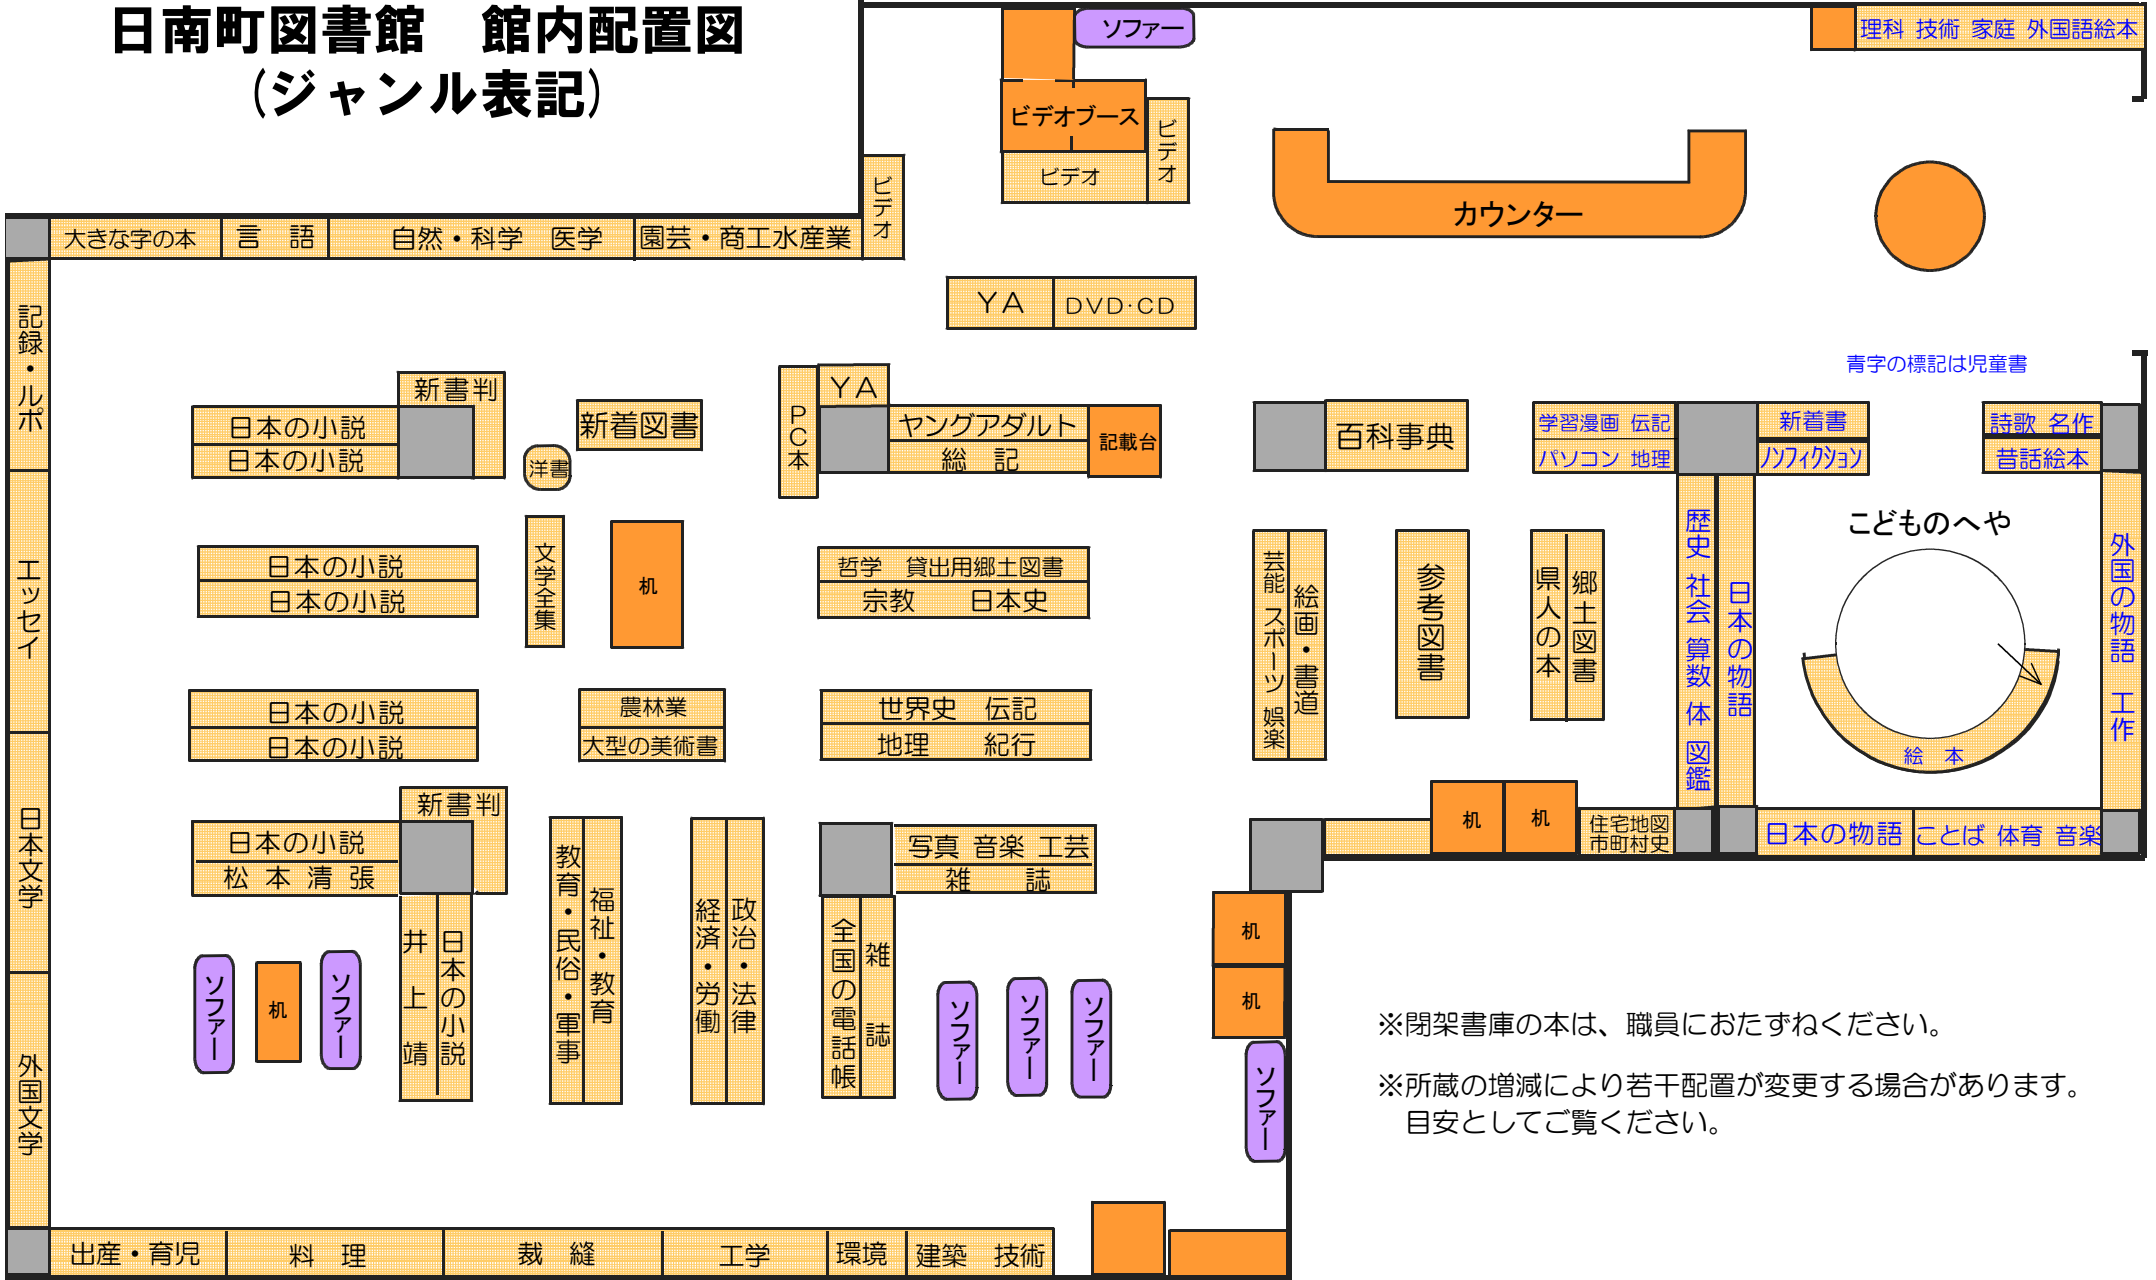 日南町図書館　館内配置図
(ジャンル表記)
ソファー
理科 技術 家庭 外国語絵本
ビデオブース
ビデオ
ビデオ
ビデオ
カウンター
大きな字の本
言　語
自然・科学　医学
園芸・商工水産業
YA
DVD・CD
青字の標記は児童書
記録・ルポ
エッセイ
日本文学
外国文学
新書判
日本の小説
日本の小説
洋書
新着図書
PC本
YA
ヤングアダルト
総　記
記載台
百科事典
学習漫画 伝記
パソコン 地理
新着書
ノンフィクション
詩歌 名作
昔話絵本
日本の小説
日本の小説
文学全集
机
哲学　貸出用郷土図書
宗教　　日本史
芸能 スポーツ 娯楽
絵画・書道
参考図書
県人の本
郷土図書
歴史 社会 算数 体 図鑑
日本の物語
こどものへや
絵　本
外国の物語 工作
日本の小説
日本の小説
農林業
大型の美術書
世界史　伝記
地理　　紀行
新書判
日本の小説
松 本 清 張
井 上 靖
日本の小説
教育・民俗・軍事
福祉・教育
経済・労働
政治・法律
写真 音楽 工芸
雑　　誌
全国の電話帳
雑　誌
机
机
住宅地図
市町村史
日本の物語
ことば 体育 音楽
机
机
ソファー
机
ソファー
ソファー
ソファー
ソファー
ソファー
※閉架書庫の本は、職員におたずねください。
※所蔵の増減により若干配置が変更する場合があります。
目安としてご覧ください。
出産・育児
料　理
裁　縫
工学
環境
建築　技術